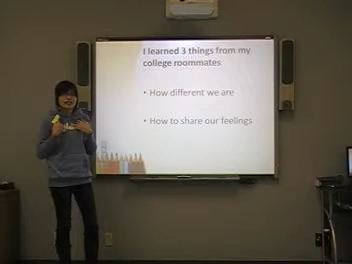 I learned 3 things from my
college roommates
• How different we are
• How to share our feelings